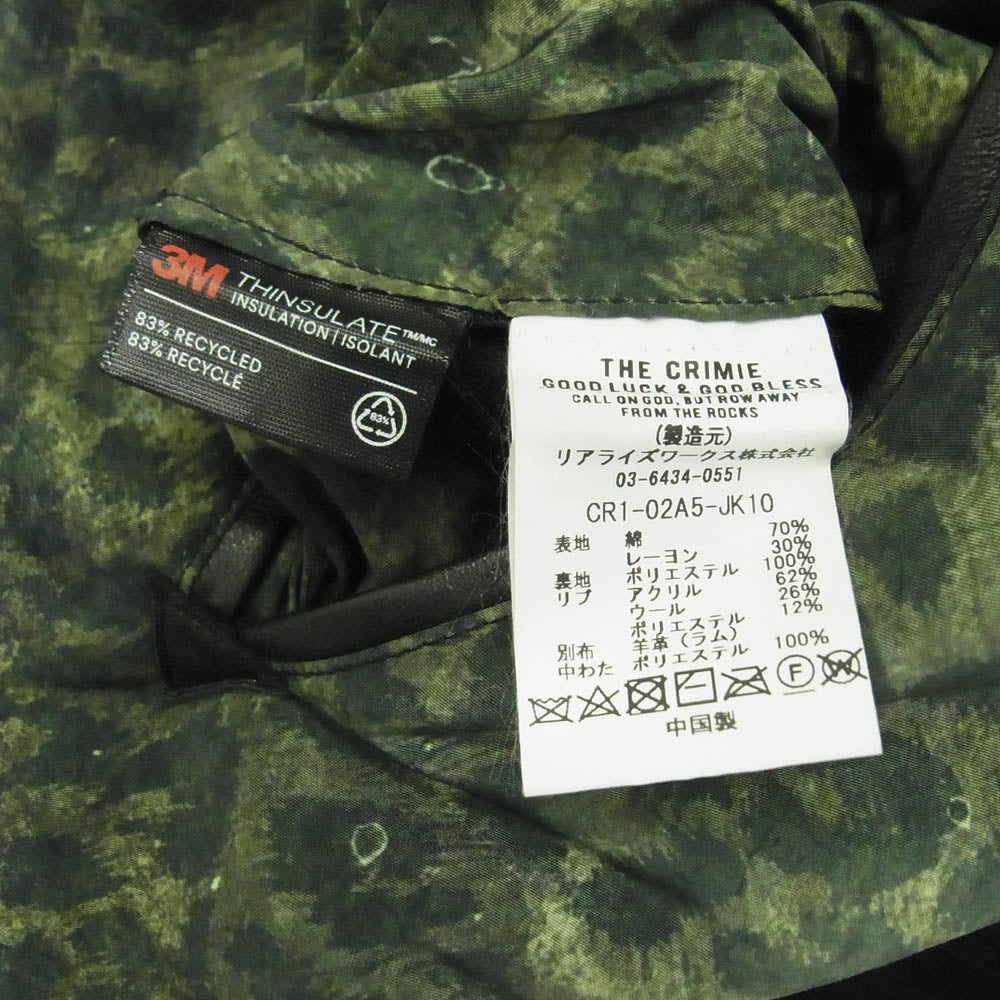 3M THINSULATE™/MC
INSULATION | ISOLANT
83% RECYCLED
83% RECYCLÉ
83%
THE CRIMIE
GOOD LUCK & GOD BLESS
CALL ON GOD, BUT ROW AWAY
FROM THE ROCKS
(製造元)
リアライズワークス株式会社
03-6434-0551
CR1-02A5-JK10
表地 綿 70%
レーヨン 30%
裏地 ポリエステル 100%
リブ アクリル 62%
ウール 26%
ポリエステル 12%
別布 羊革(ラム)
中わた ポリエステル 100%
F W
中国製